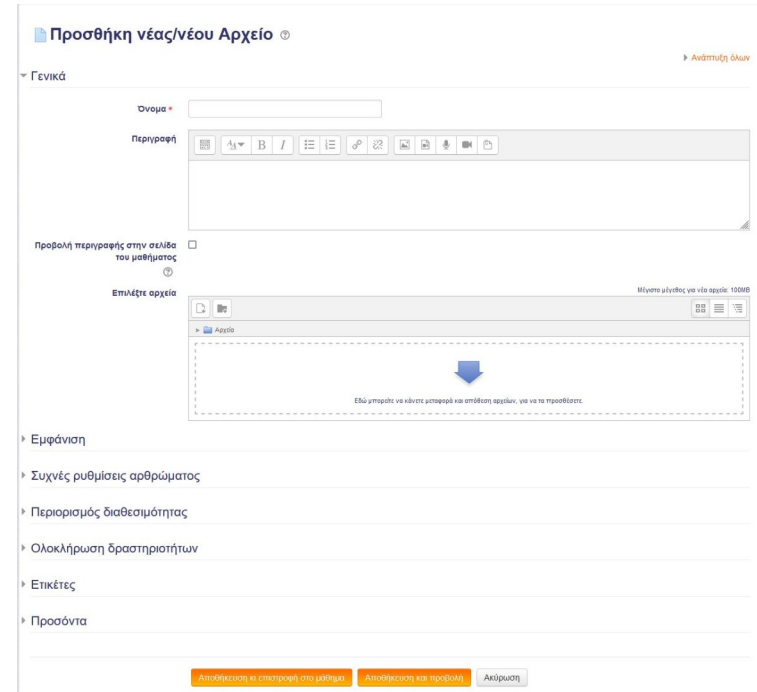 Προσθήκη νέας/νέου Αρχείο
Ανάπτυξη όλων
Γενικά
Όνομα *
Περιγραφή
B I
Προβολή περιγραφής στην σελίδα
του μαθήματος
Επιλέξτε αρχεία
Μέγιστο μέγεθος για νέα αρχεία: 100MB
Αρχεία
Εδώ μπορείτε να κάνετε μεταφορά και απόθεση αρχείων, για να τα προσθέσετε.
Εμφάνιση
Συχνές ρυθμίσεις αρθρώματος
Περιορισμός διαθεσιμότητας
Ολοκλήρωση δραστηριοτήτων
Ετικέτες
Προσόντα
Αποθήκευση κι επιστροφή στο μάθημα Αποθήκευση και προβολή Ακύρωση